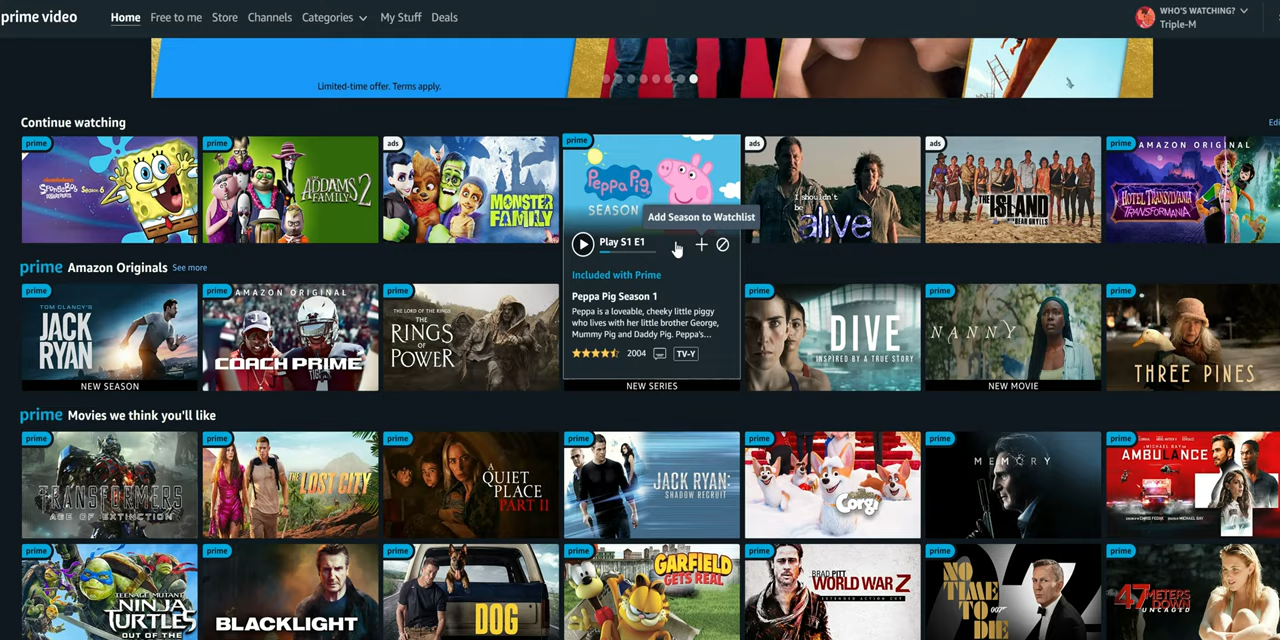 prime video
Home
Free to me
Store
Channels
Categories
My Stuff
Deals
WHO'S WATCHING?
Triple-M
Limited-time offer. Terms apply.
Continue watching
Edi
prime
SpongeBob
SQUAREPANTS
Season 6
prime
THE
ADDAMS
FAMILY 2
ads
MONSTER
FAMILY
prime
Peppa Pig
SEASON
Add Season to Watchlist
Play S1 E1
Included with Prime
Peppa Pig Season 1
Peppa is a loveable, cheeky little piggy
who lives with her little brother George,
Mummy Pig and Daddy Pig. Peppa's...
2004
TV-Y
ads
I shouldn't
be
alive
ads
THE ISLAND
WITH BEAR GRYLLS
prime
AMAZON ORIGINAL
HOTEL TRANSYLVANIA
TRANSFORMANIA
prime Amazon Originals See more
prime
TOM CLANCY'S
JACK
RYAN
NEW SEASON
prime
AMAZON ORIGINAL
COACH PRIME
prime
THE LORD OF THE RINGS
THE
RINGS
OF
POWER
NEW SERIES
prime
DIVE
INSPIRED BY A TRUE STORY
prime
NANNY
NEW MOVIE
prime
THREE PINES
prime Movies we think you'll like
prime
TRANSFORMERS
AGE OF EXTINCTION
prime
THE LOST CITY
prime
A
QUIET
PLACE
PART II
prime
JACK RYAN:
SHADOW RECRUIT
prime
Corgi
prime
MEMORY
prime
A MICHAEL BAY
AMBULANCE
prime
TEENAGE MUTANT
NINJA
TURTLES
OUT OF THE
prime
BLACKLIGHT
prime
DOG
prime
GARFIELD
GETS REAL
BRAD PITT
WORLD WAR Z
EXTENDED ACTION CUT
prime
NO
TIME
TO
DIE
007
prime
47 METERS
DOWN
UNCAGED